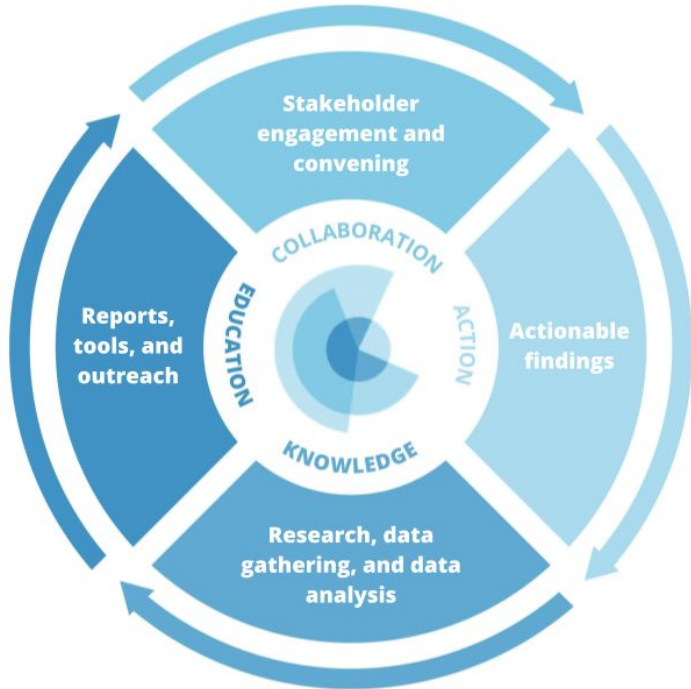 Stakeholder
engagement and
convening
COLLABORATION
ACTION
Actionable
findings
KNOWLEDGE
Research, data
gathering, and data
analysis
EDUCATION
Reports,
tools, and
outreach